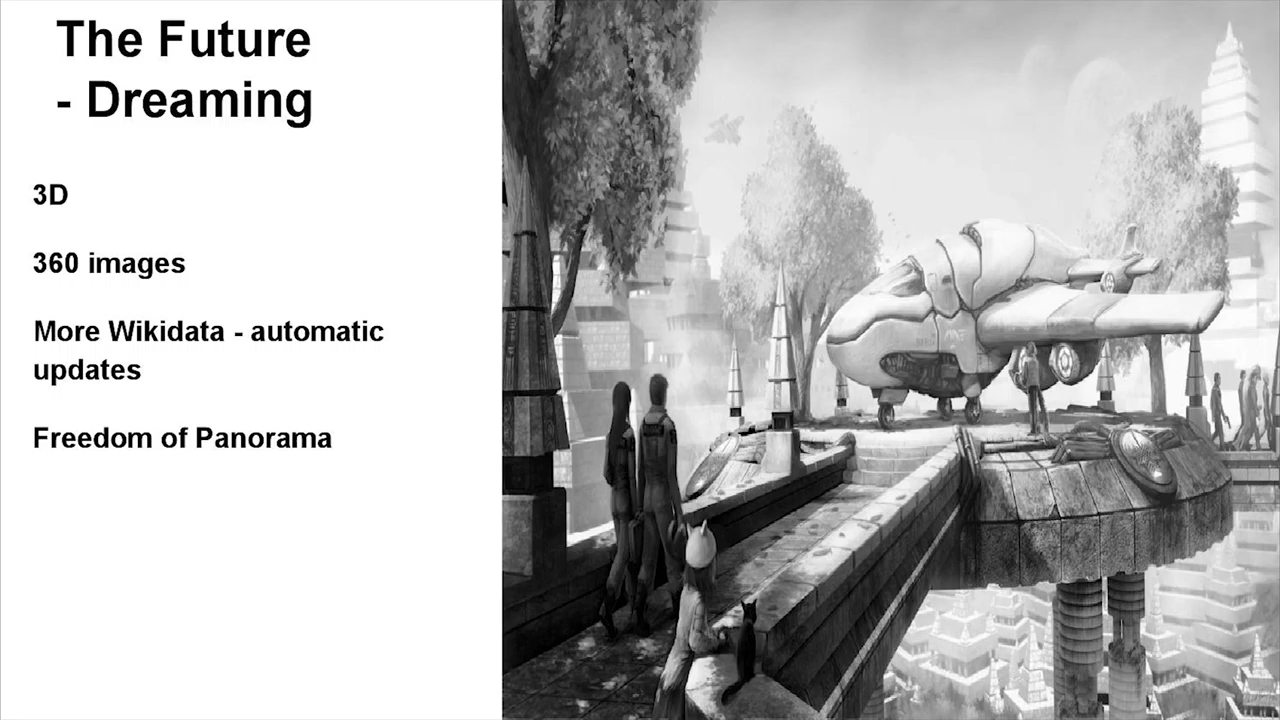 The Future
- Dreaming
3D
360 images
More Wikidata - automatic
updates
Freedom of Panorama